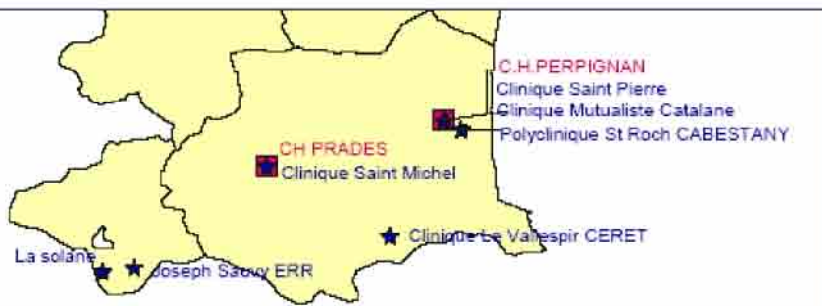 C.H.PERPIGNAN
Clinique Saint Pierre
Clinique Mutualiste Catalane
Polyclinique St Roch CABESTANY
CH PRADES
Clinique Saint Michel
Clinique Le Vallespir CERET
La solane
Joseph Sauvy ERR